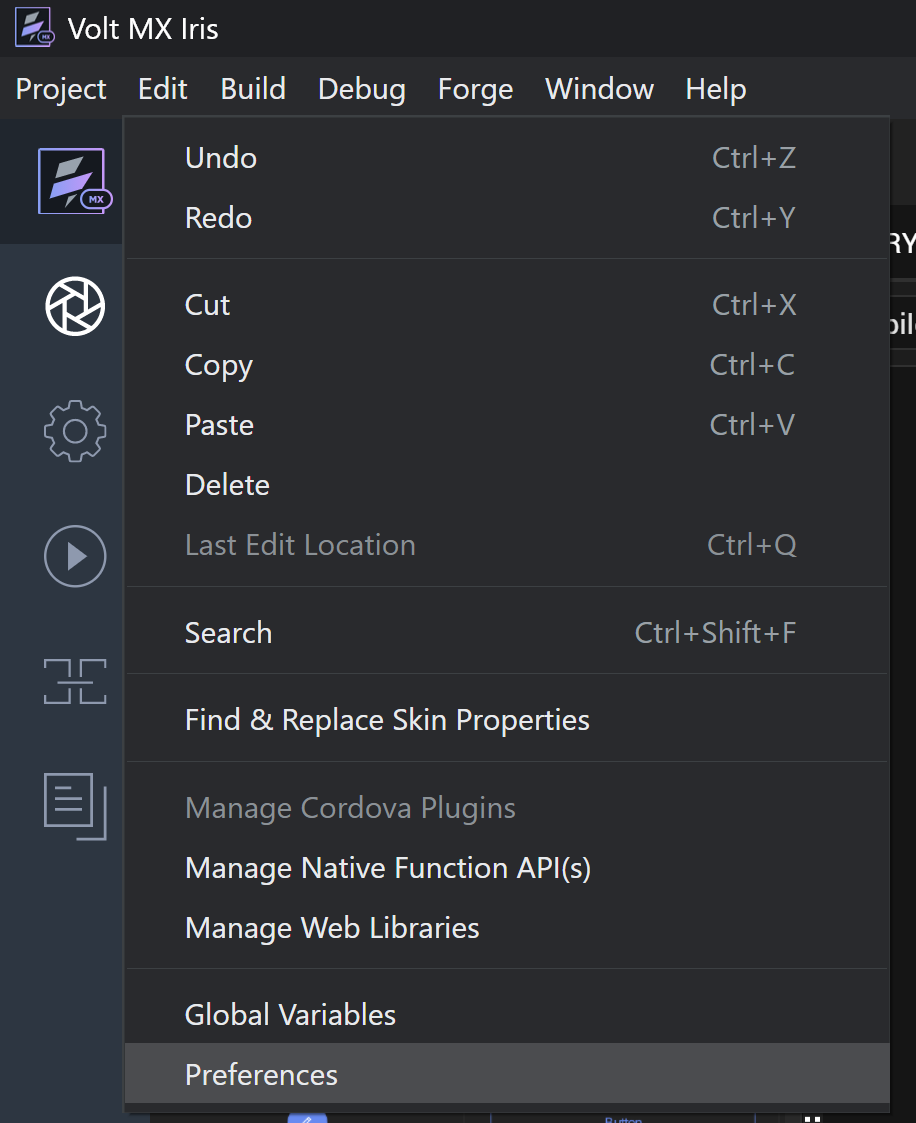 Volt MX Iris
Project Edit Build Debug Forge Window Help
MX
Undo Ctrl+Z
Redo Ctrl+Y
Cut Ctrl+X
Copy Ctrl+C
Paste Ctrl+V
Delete
Last Edit Location Ctrl+Q
Search Ctrl+Shift+F
Find & Replace Skin Properties
Manage Cordova Plugins
Manage Native Function API(s)
Manage Web Libraries
Global Variables
Preferences